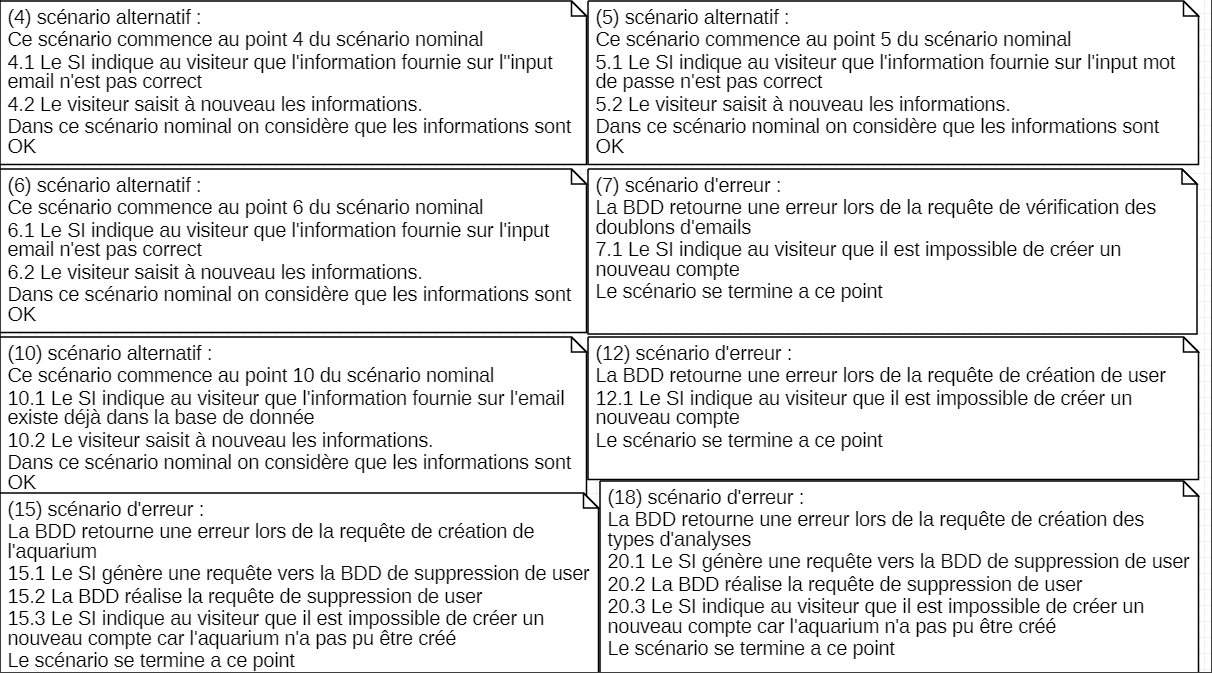 (4) scénario alternatif :
Ce scénario commence au point 4 du scénario nominal
4.1 Le SI indique au visiteur que l'information fournie sur l''input
email n'est pas correct
4.2 Le visiteur saisit à nouveau les informations.
Dans ce scénario nominal on considère que les informations sont
OK
(5) scénario alternatif :
Ce scénario commence au point 5 du scénario nominal
5.1 Le SI indique au visiteur que l'information fournie sur l'input mot
de passe n'est pas correct
5.2 Le visiteur saisit à nouveau les informations.
Dans ce scénario nominal on considère que les informations sont
OK
(6) scénario alternatif :
Ce scénario commence au point 6 du scénario nominal
6.1 Le SI indique au visiteur que l'information fournie sur l'input
email n'est pas correct
6.2 Le visiteur saisit à nouveau les informations.
Dans ce scénario nominal on considère que les informations sont
OK
(7) scénario d'erreur :
La BDD retourne une erreur lors de la requête de vérification des
doublons d'emails
7.1 Le SI indique au visiteur que il est impossible de créer un
nouveau compte
Le scénario se termine a ce point
(10) scénario alternatif :
Ce scénario commence au point 10 du scénario nominal
10.1 Le SI indique au visiteur que l'information fournie sur l'email
existe déjà dans la base de donnée
10.2 Le visiteur saisit à nouveau les informations.
Dans ce scénario nominal on considère que les informations sont
OK
(12) scénario d'erreur :
La BDD retourne une erreur lors de la requête de création de user
12.1 Le SI indique au visiteur que il est impossible de créer un
nouveau compte
Le scénario se termine a ce point
(15) scénario d'erreur :
La BDD retourne une erreur lors de la requête de création de
l'aquarium
15.1 Le SI génère une requête vers la BDD de suppression de user
15.2 La BDD réalise la requête de suppression de user
15.3 Le SI indique au visiteur que il est impossible de créer un
nouveau compte car l'aquarium n'a pas pu être créé
Le scénario se termine a ce point
(18) scénario d'erreur :
La BDD retourne une erreur lors de la requête de création des
types d'analyses
20.1 Le SI génère une requête vers la BDD de suppression de user
20.2 La BDD réalise la requête de suppression de user
20.3 Le SI indique au visiteur que il est impossible de créer un
nouveau compte car l'aquarium n'a pas pu être créé
Le scénario se termine a ce point